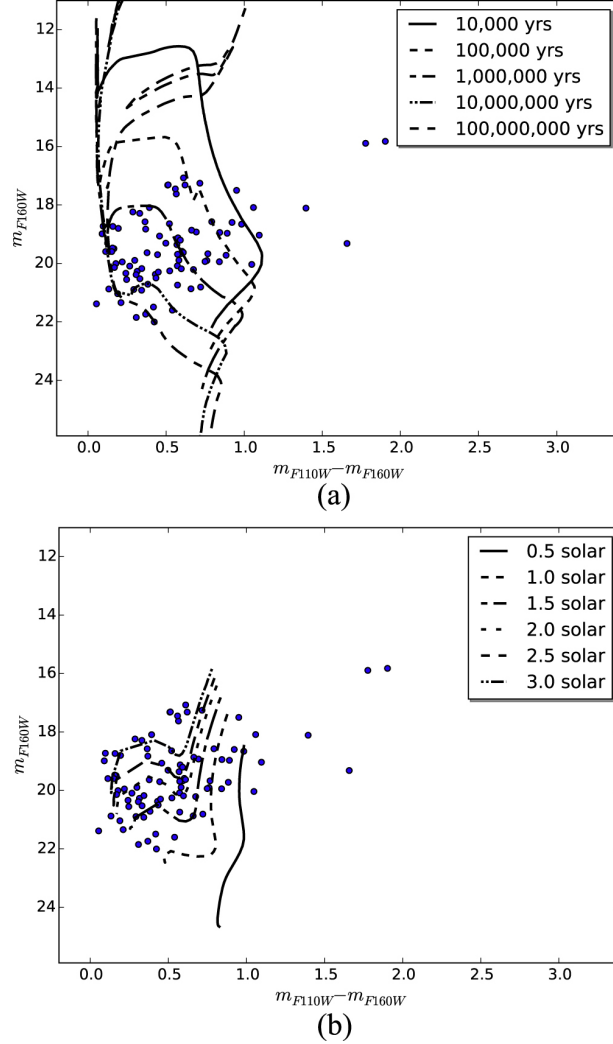 12
14
16
18
20
22
24
m_F160W
0.0 0.5 1.0 1.5 2.0 2.5 3.0
m_F110W−m_F160W
10,000 yrs
100,000 yrs
1,000,000 yrs
10,000,000 yrs
100,000,000 yrs
(a)
12
14
16
18
20
22
24
m_F160W
0.0 0.5 1.0 1.5 2.0 2.5 3.0
m_F110W−m_F160W
0.5 solar
1.0 solar
1.5 solar
2.0 solar
2.5 solar
3.0 solar
(b)